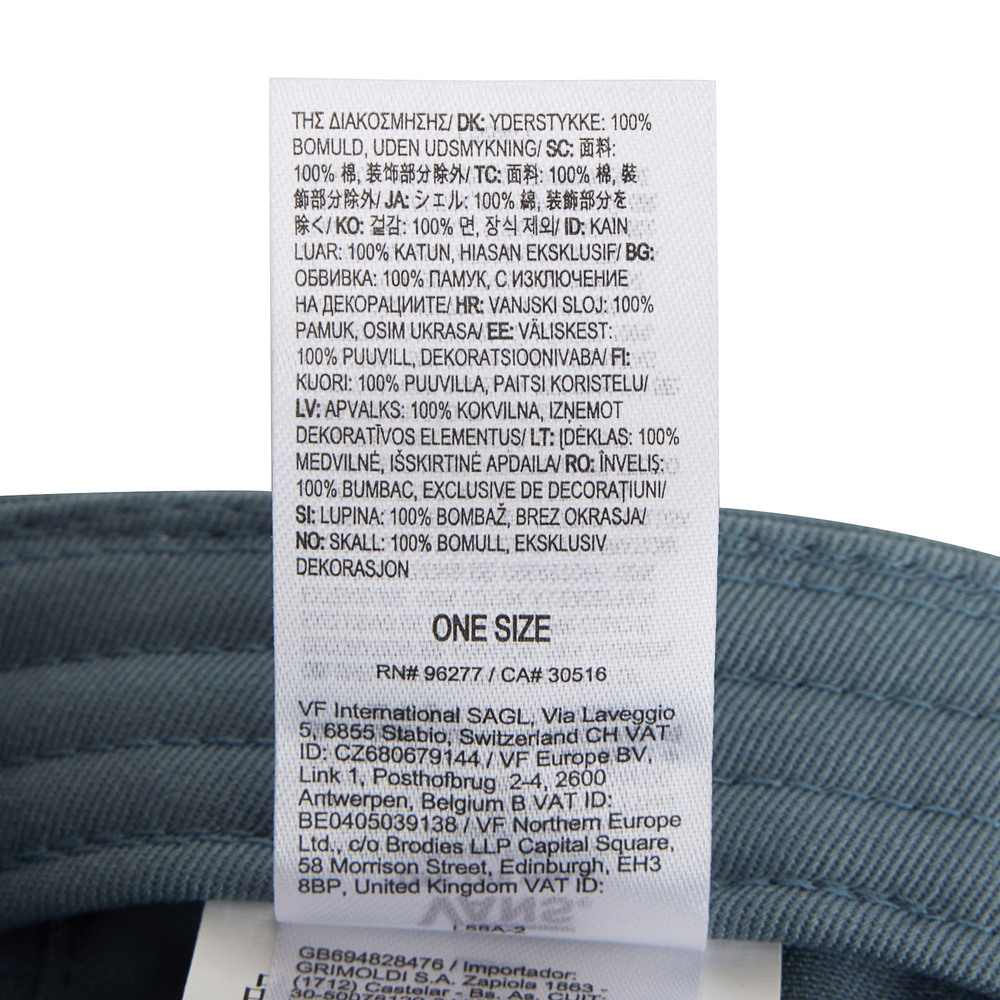 ΤΗΣ ΔΙΑΚΟΣΜΗΣΗΣ/ DK: YDERSTYKKE: 100%
BOMULD, UDEN UDSMYKNING/ SC: 面料:
100% 棉, 装饰部分除外/ TC: 面料: 100% 棉, 裝
飾部分除外/ JA: シェル: 100% 綿, 装飾部分を
除く/ KO: 겉감: 100% 면, 장식 제외/ ID: KAIN
LUAR: 100% KATUN, HIASAN EKSKLUSIF/ BG:
ОБВИВКА: 100% ПАМУК, С ИЗКЛЮЧЕНИЕ
НА ДЕКОРАЦИИТЕ/ HR: VANJSKI SLOJ: 100%
PAMUK, OSIM UKRASA/ EE: VÄLISKEST:
100% PUUVILL, DEKORATSIOONIVABA/ FI:
KUORI: 100% PUUVILLA, PAITSI KORISTELU/
LV: APVALKS: 100% KOKVILNA, IZŅEMOT
DEKORATĪVOS ELEMENTUS/ LT: ĮDĖKLAS: 100%
MEDVILNĖ, IŠSKIRTINĖ APDAILA/ RO: ÎNVELIȘ:
100% BUMBAC, EXCLUSIVE DE DECORAȚIUNI/
SI: LUPINA: 100% BOMBAŽ, BREZ OKRASJA/
NO: SKALL: 100% BOMULL, EKSKLUSIV
DEKORASJON
ONE SIZE
RN# 96277 / CA# 30516
VF International SAGL, Via Laveggio
5, 6855 Stabio, Switzerland CH VAT
ID: CZ680679144 / VF Europe BV,
Link 1, Posthofbrug 2-4, 2600
Antwerpen, Belgium B VAT ID:
BE0405039138 / VF Northern Europe
Ltd., c/o Brodies LLP Capital Square,
58 Morrison Street, Edinburgh, EH3
8BP, United Kingdom VAT ID:
VANS
GB694828476 / Importador:
GRIMOLDI S.A. Zapiola 1863 -
(1712) Castelar - Bs. As. CUIT: